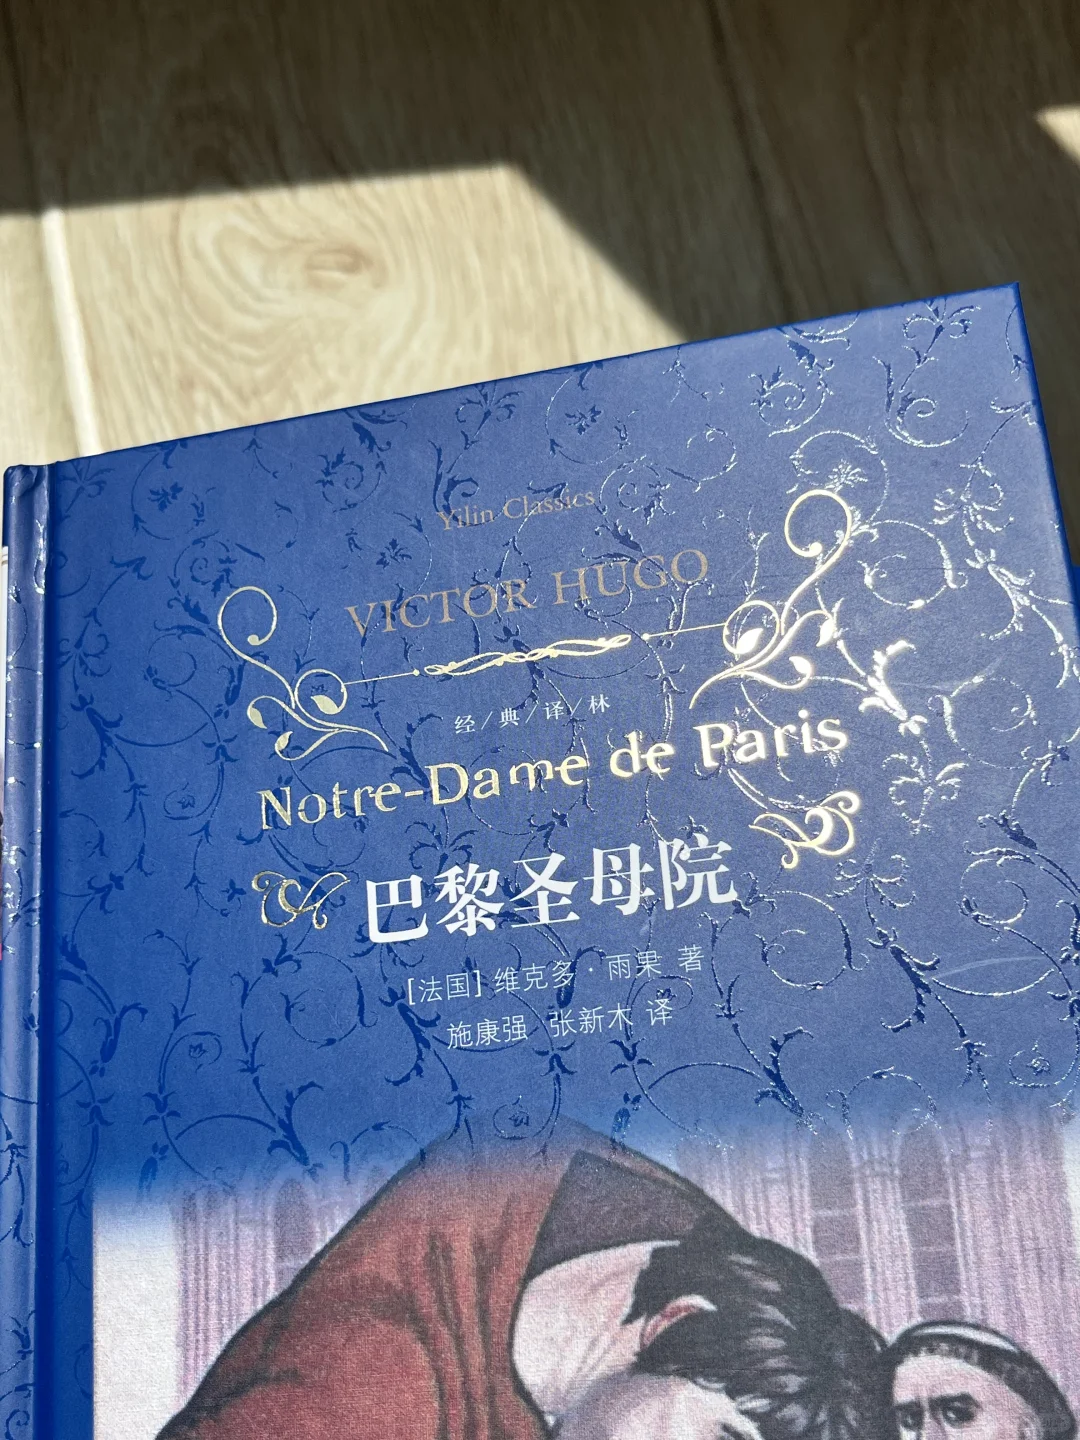 Yilin Classics
VICTOR HUGO
经/典/译/林
Notre-Dame de Paris
巴黎圣母院
[法国] 维克多·雨果 著
施康强 张新木 译